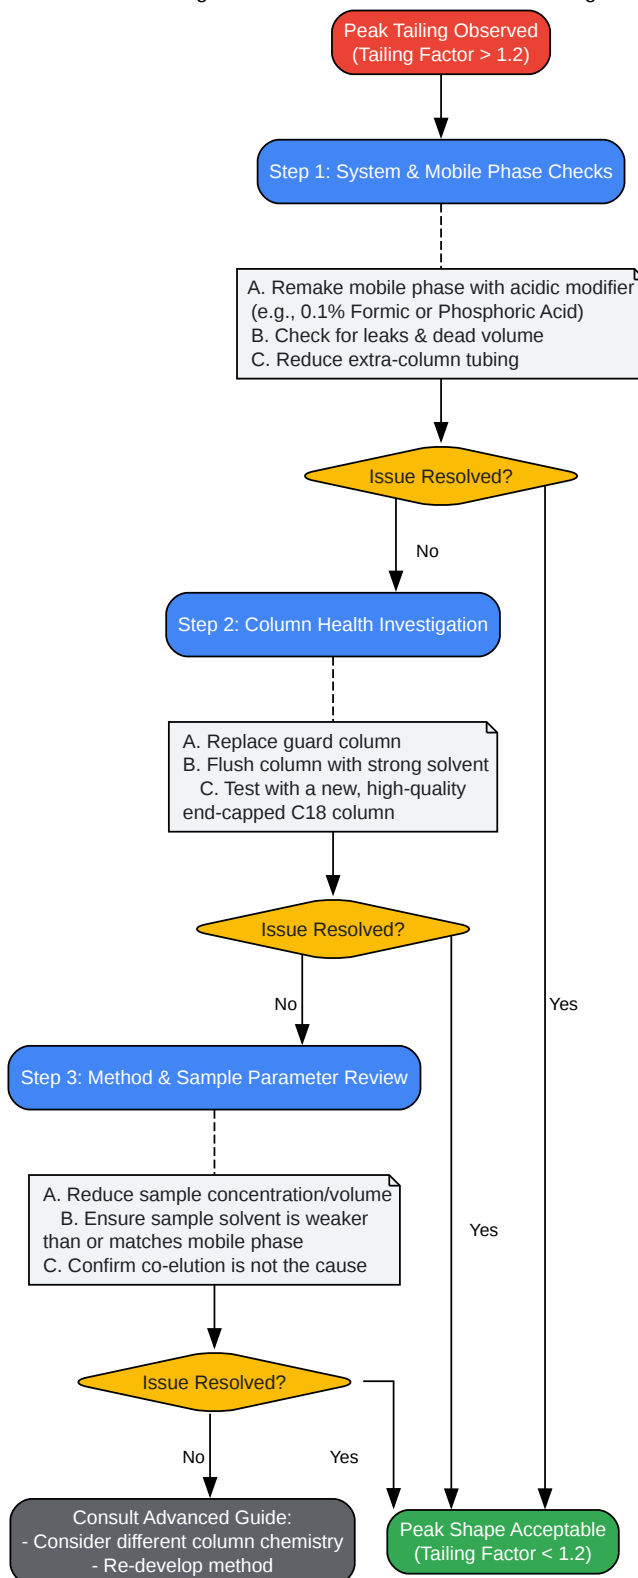 Peak Tailing Observed
(Tailing Factor > 1.2)
Step 1: System & Mobile Phase Checks
A. Remake mobile phase with acidic modifier
(e.g., 0.1% Formic or Phosphoric Acid)
B. Check for leaks & dead volume
C. Reduce extra-column tubing
Issue Resolved?
No
Step 2: Column Health Investigation
A. Replace guard column
B. Flush column with strong solvent
C. Test with a new, high-quality
end-capped C18 column
Issue Resolved?
No
Yes
Step 3: Method & Sample Parameter Review
A. Reduce sample concentration/volume
B. Ensure sample solvent is weaker
than or matches mobile phase
C. Confirm co-elution is not the cause
Yes
Issue Resolved?
No
Yes
Consult Advanced Guide:
- Consider different column chemistry
- Re-develop method
Peak Shape Acceptable
(Tailing Factor < 1.2)